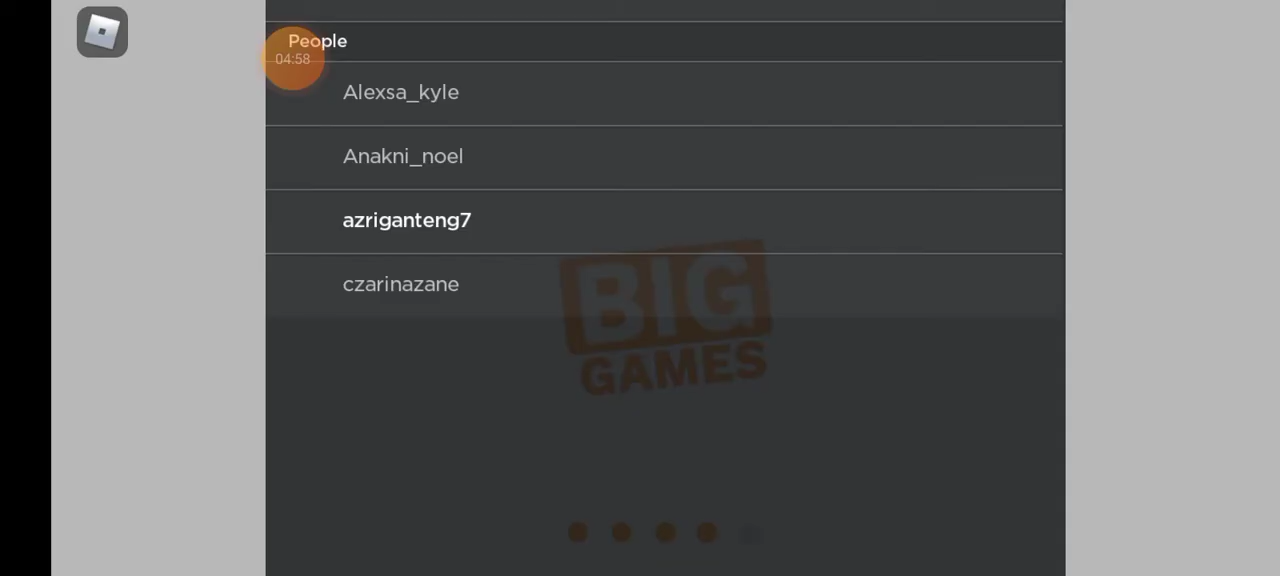 People
04:58
Alexsa_kyle
Anakni_noel
azriganteng7
czarinazane
BIG
GAMES